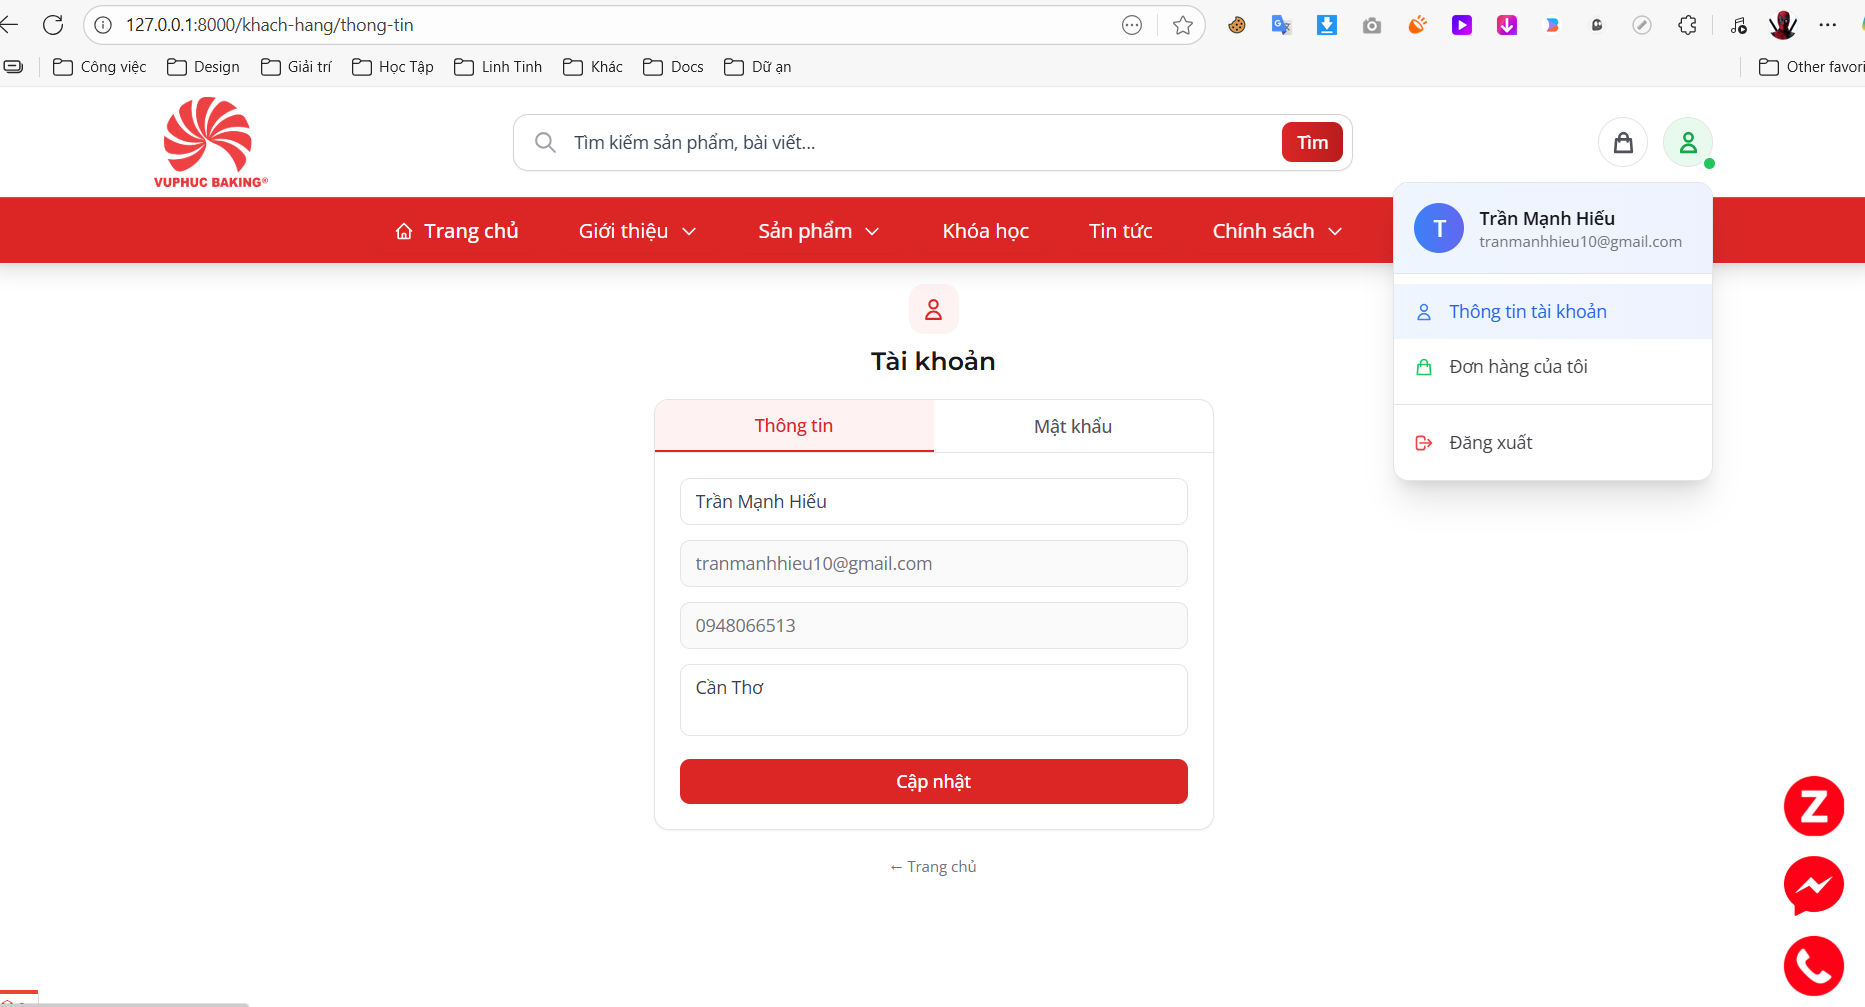 127.0.0.1:8000/khach-hang/thong-tin
Công việc
Design
Giải trí
Học Tập
Linh Tinh
Khác
Docs
Dữ án
Other favori
VUPHUC BAKING®
Tìm kiếm sản phẩm, bài viết...
Tìm
Trang chủ
Giới thiệu
Sản phẩm
Khóa học
Tin tức
Chính sách
T
Trần Mạnh Hiếu
tranmanhhieu10@gmail.com
Thông tin tài khoản
Đơn hàng của tôi
Đăng xuất
Tài khoản
Thông tin
Mật khẩu
Trần Mạnh Hiếu
tranmanhhieu10@gmail.com
0948066513
Cần Thơ
Cập nhật
← Trang chủ
Z